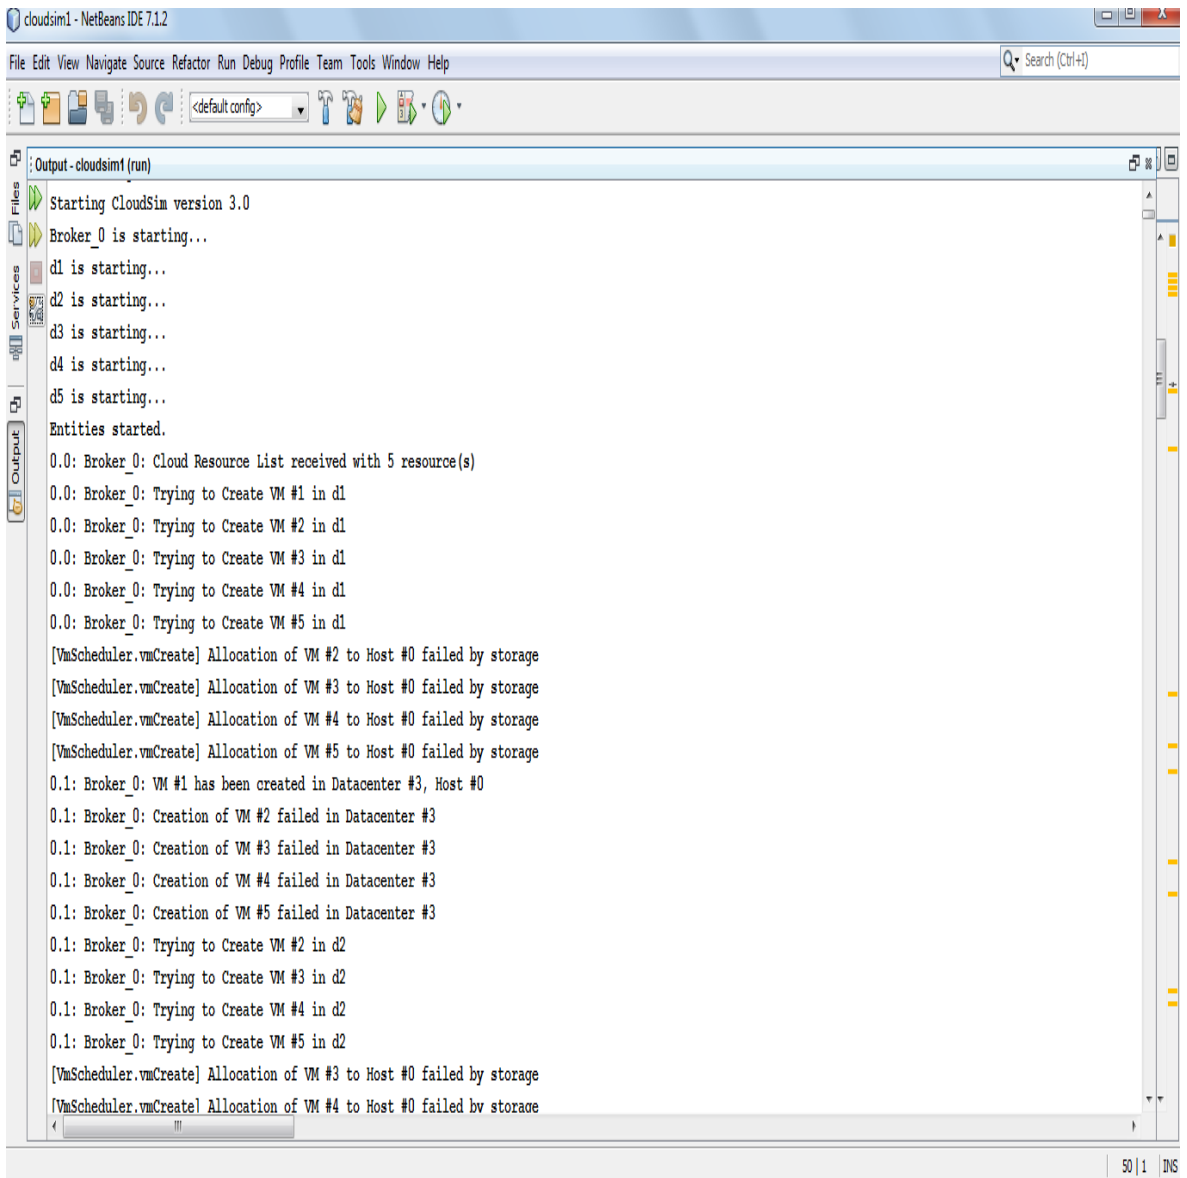 cloudsim1 - NetBeans IDE 7.1.2
File Edit View Navigate Source Refactor Run Debug Profile Team Tools Window Help
Search (Ctrl+I)
<default config>
Output - cloudsim1 (run)
Files
Services
Output
Starting CloudSim version 3.0
Broker_0 is starting...
d1 is starting...
d2 is starting...
d3 is starting...
d4 is starting...
d5 is starting...
Entities started.
0.0: Broker_0: Cloud Resource List received with 5 resource(s)
0.0: Broker_0: Trying to Create VM #1 in d1
0.0: Broker_0: Trying to Create VM #2 in d1
0.0: Broker_0: Trying to Create VM #3 in d1
0.0: Broker_0: Trying to Create VM #4 in d1
0.0: Broker_0: Trying to Create VM #5 in d1
[VmScheduler.vmCreate] Allocation of VM #2 to Host #0 failed by storage
[VmScheduler.vmCreate] Allocation of VM #3 to Host #0 failed by storage
[VmScheduler.vmCreate] Allocation of VM #4 to Host #0 failed by storage
[VmScheduler.vmCreate] Allocation of VM #5 to Host #0 failed by storage
0.1: Broker_0: VM #1 has been created in Datacenter #3, Host #0
0.1: Broker_0: Creation of VM #2 failed in Datacenter #3
0.1: Broker_0: Creation of VM #3 failed in Datacenter #3
0.1: Broker_0: Creation of VM #4 failed in Datacenter #3
0.1: Broker_0: Creation of VM #5 failed in Datacenter #3
0.1: Broker_0: Trying to Create VM #2 in d2
0.1: Broker_0: Trying to Create VM #3 in d2
0.1: Broker_0: Trying to Create VM #4 in d2
0.1: Broker_0: Trying to Create VM #5 in d2
[VmScheduler.vmCreate] Allocation of VM #3 to Host #0 failed by storage
[VmScheduler.vmCreate] Allocation of VM #4 to Host #0 failed by storage
50 | 1 INS